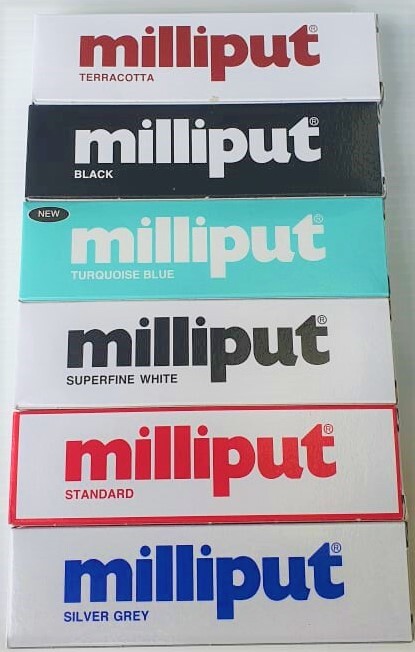 milliput®
TERRACOTTA
milliput®
BLACK
NEW
milliput®
TURQUOISE BLUE
milliput®
SUPERFINE WHITE
milliput®
STANDARD
milliput®
SILVER GREY